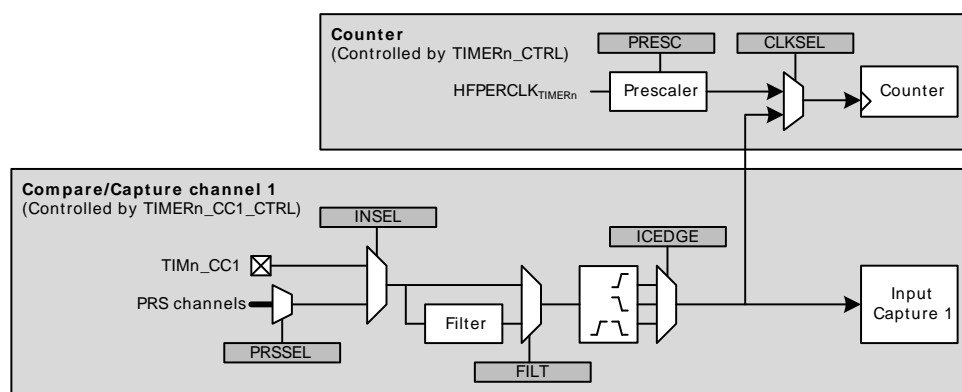 Counter
(Controlled by TIMERn_CTRL)
PRESC
CLKSEL
HFPERCLKTIMERn
Prescaler
Counter
Compare/Capture channel 1
(Controlled by TIMERn_CC1_CTRL)
INSEL
ICEDGE
TIMn_CC1
PRS channels
Filter
Input
Capture 1
PRSSEL
FILT